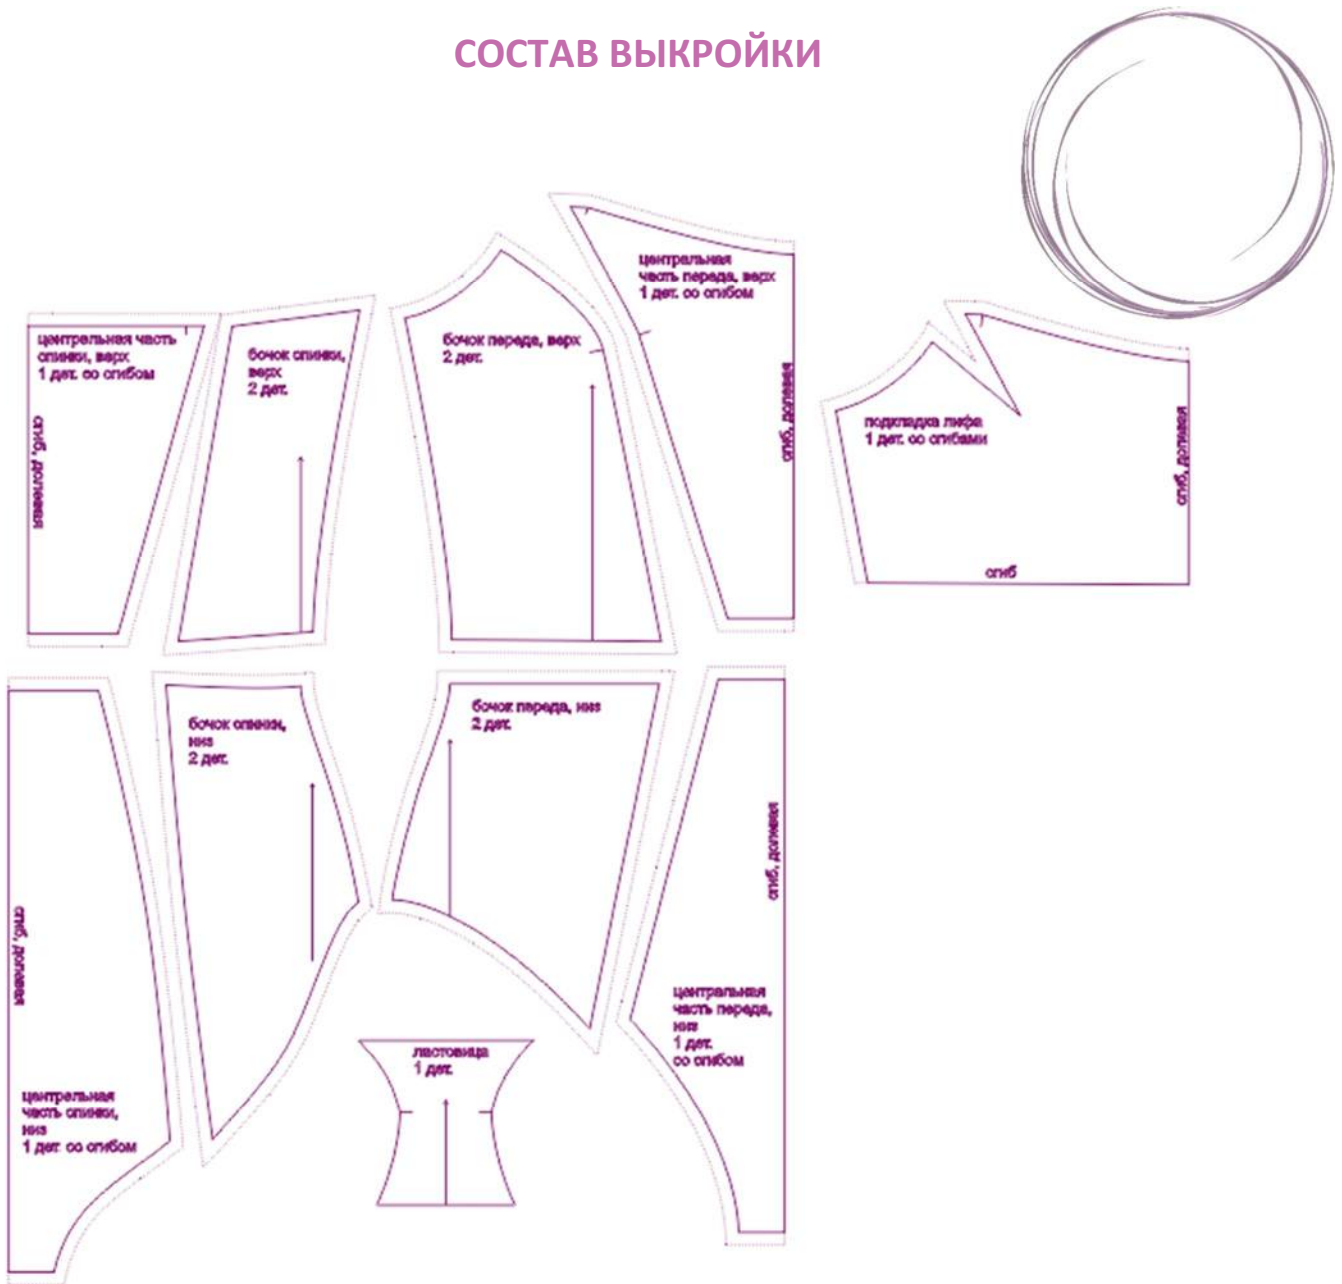 СОСТАВ ВЫКРОЙКИ
центральная
часть переда, верх
1 дет. со сгибом
сгиб, долевая
центральная часть
спинки, верх
1 дет. со сгибом
сгиб, долевая
бочок спинки,
верх
2 дет.
бочок переда, верх
2 дет.
подкладка лифа
1 дет. со сгибами
сгиб, долевая
сгиб
бочок спинки,
низ
2 дет.
бочок переда, низ
2 дет.
сгиб, долевая
сгиб, долевая
центральная
часть переда,
низ
1 дет.
со сгибом
ластовица
1 дет.
центральная
часть спинки,
низ
1 дет. со сгибом